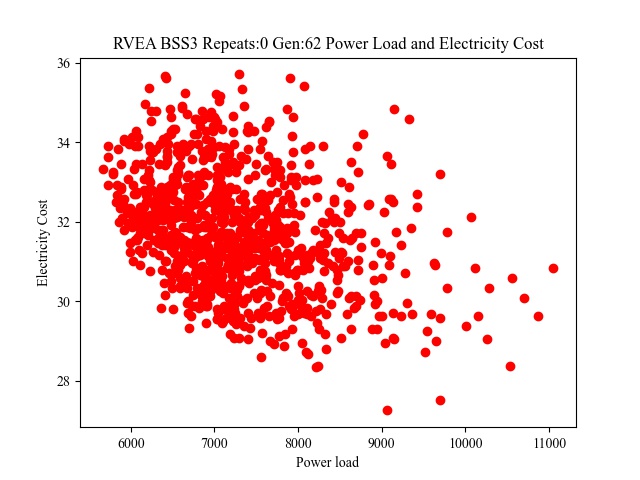 RVEA BSS3 Repeats:0 Gen:62 Power Load and Electricity Cost
36
34
32
30
28
Electricity Cost
6000 7000 8000 9000 10000 11000
Power load